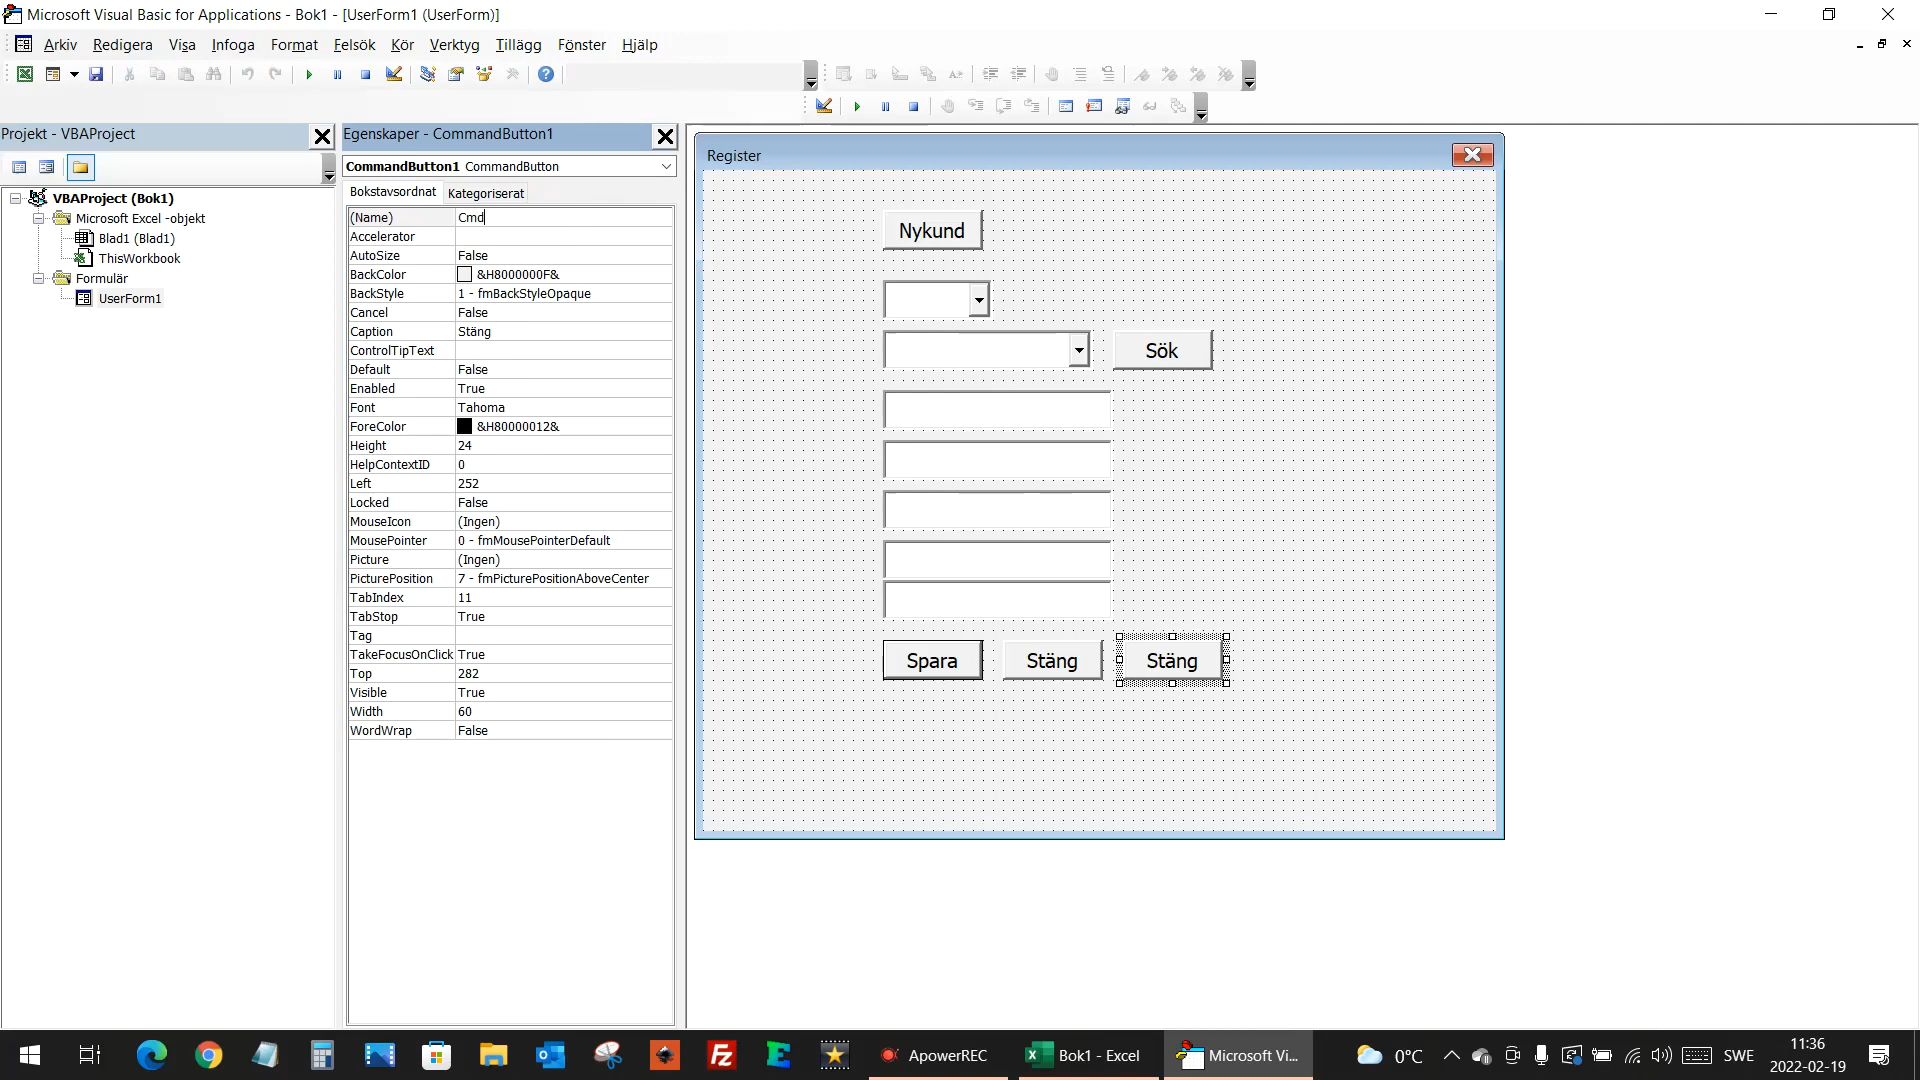 Microsoft Visual Basic for Applications - Bok1 - [UserForm1 (UserForm)]
Arkiv Redigera Visa Infoga Format Felsök Kör Verktyg Tillägg Fönster Hjälp
Projekt - VBAProject
VBAProject (Bok1)
Microsoft Excel -objekt
Blad1 (Blad1)
ThisWorkbook
Formulär
UserForm1
Egenskaper - CommandButton1
CommandButton1 CommandButton
Bokstavsordnat Kategoriserat
(Name) Cmd
Accelerator
AutoSize False
BackColor &H8000000F&
BackStyle 1 - fmBackStyleOpaque
Cancel False
Caption Stäng
ControlTipText
Default False
Enabled True
Font Tahoma
ForeColor &H80000012&
Height 24
HelpContextID 0
Left 252
Locked False
MouseIcon (Ingen)
MousePointer 0 - fmMousePointerDefault
Picture (Ingen)
PicturePosition 7 - fmPicturePositionAboveCenter
TabIndex 11
TabStop True
Tag
TakeFocusOnClick True
Top 282
Visible True
Width 60
WordWrap False
Register
Nykund
Sök
Spara Stäng Stäng
ApowerREC
Bok1 - Excel
Microsoft Vi...
0°C
SWE
11:36
2022-02-19